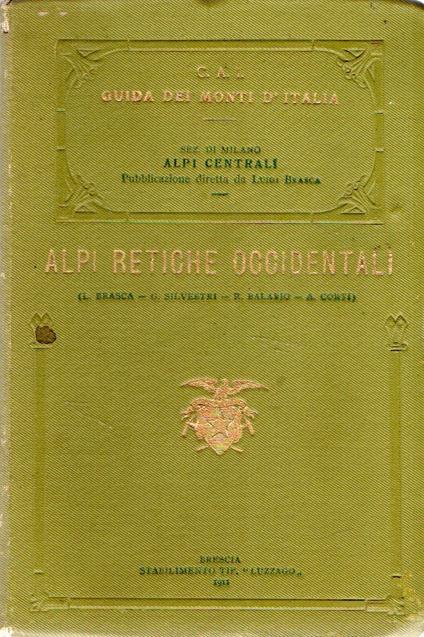 C. A. I.
GUIDA DEI MONTI D'ITALIA
SEZ. DI MILANO
ALPI CENTRALI
Pubblicazione diretta da LUIGI BRASCA
ALPI RETICHE OCCIDENTALI
(L. BRASCA – G. SILVESTRI – R. BALABIO – A. CORTI)
BRESCIA
STABILIMENTO TIP. "LUZZAGO„
1911